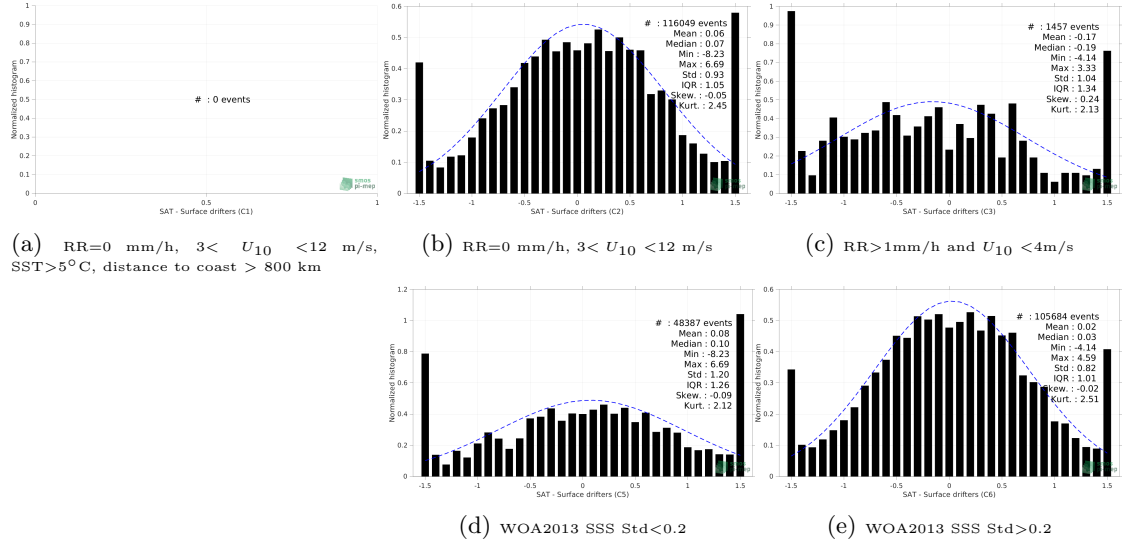 Normalized histogram
1
0.9
0.8
0.7
0.6
0.5
0.4
0.3
0.2
0.1
0
# : 0 events
0 0.5 1
SAT - Surface drifters (C1)
smos
pi-mep
(a) RR=0 mm/h, 3< U10 <12 m/s,
SST>5°C, distance to coast > 800 km
Normalized histogram
0.6
0.5
0.4
0.3
0.2
0.1
0
# : 116049 events
Mean : 0.06
Median : 0.07
Min : -8.23
Max : 6.69
Std : 0.93
IQR : 1.05
Skew. : -0.05
Kurt. : 2.45
-1.5 -1 -0.5 0 0.5 1 1.5
SAT - Surface drifters (C2)
pi-mep
(b) RR=0 mm/h, 3< U10 <12 m/s
Normalized histogram
1
0.9
0.8
0.7
0.6
0.5
0.4
0.3
0.2
0.1
0
# : 1457 events
Mean : -0.17
Median : -0.19
Min : -4.14
Max : 3.33
Std : 1.04
IQR : 1.34
Skew. : 0.24
Kurt. : 2.13
-1.5 -1 -0.5 0 0.5 1 1.5
SAT - Surface drifters (C3)
pi-mep
(c) RR>1mm/h and U10 <4m/s
Normalized histogram
1.2
1
0.8
0.6
0.4
0.2
0
# : 48387 events
Mean : 0.08
Median : 0.10
Min : -8.23
Max : 6.69
Std : 1.20
IQR : 1.26
Skew. : -0.09
Kurt. : 2.12
-1.5 -1 -0.5 0 0.5 1 1.5
SAT - Surface drifters (C5)
pi-mep
(d) WOA2013 SSS Std<0.2
Normalized histogram
0.6
0.5
0.4
0.3
0.2
0.1
0
# : 105684 events
Mean : 0.02
Median : 0.03
Min : -4.14
Max : 4.59
Std : 0.82
IQR : 1.01
Skew. : -0.02
Kurt. : 2.51
-1.5 -1 -0.5 0 0.5 1 1.5
SAT - Surface drifters (C6)
pi-mep
(e) WOA2013 SSS Std>0.2